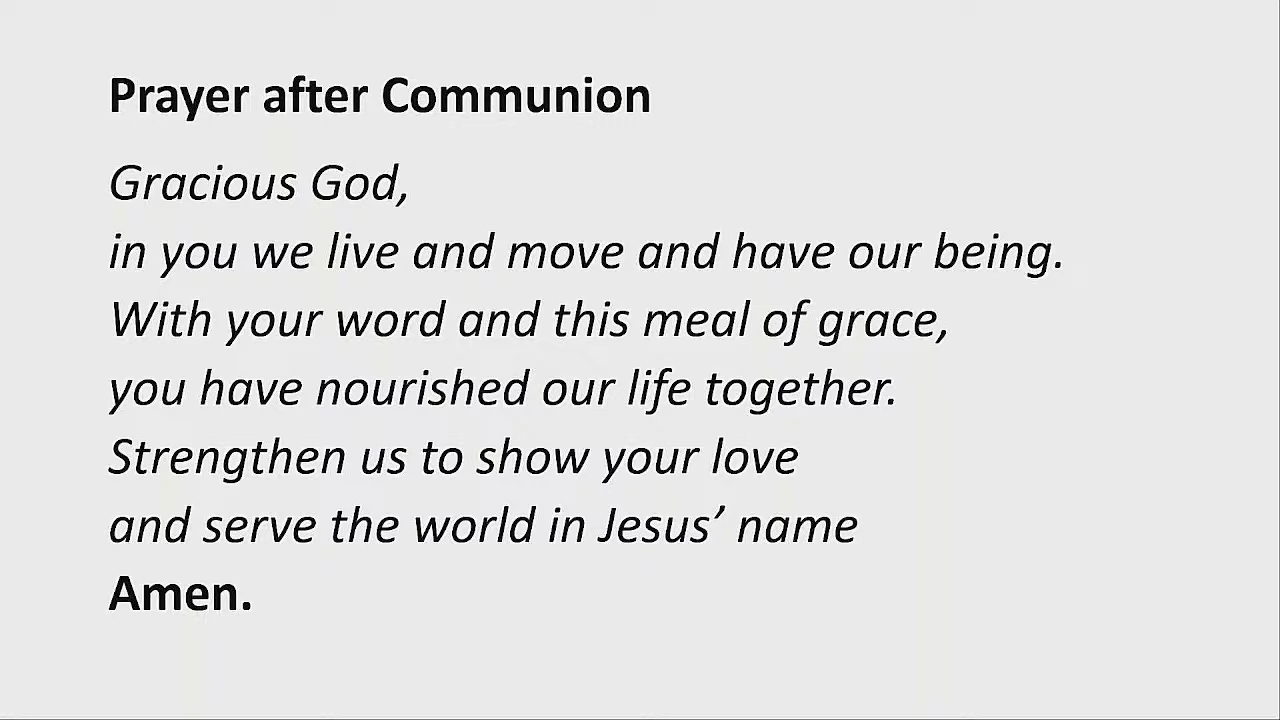 Prayer after Communion
Gracious God,
in you we live and move and have our being.
With your word and this meal of grace,
you have nourished our life together.
Strengthen us to show your love
and serve the world in Jesus’ name
Amen.